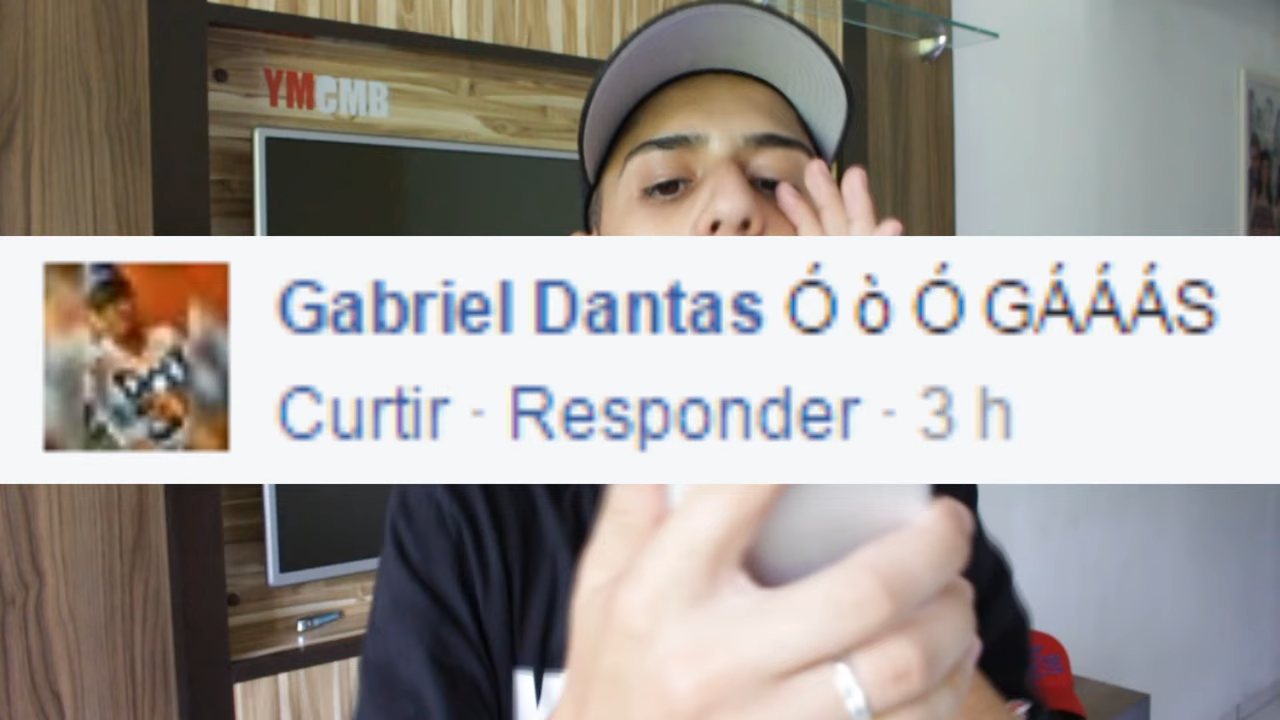 YMCMB
Gabriel Dantas Ó ò Ó GÁÁÁS
Curtir · Responder · 3 h